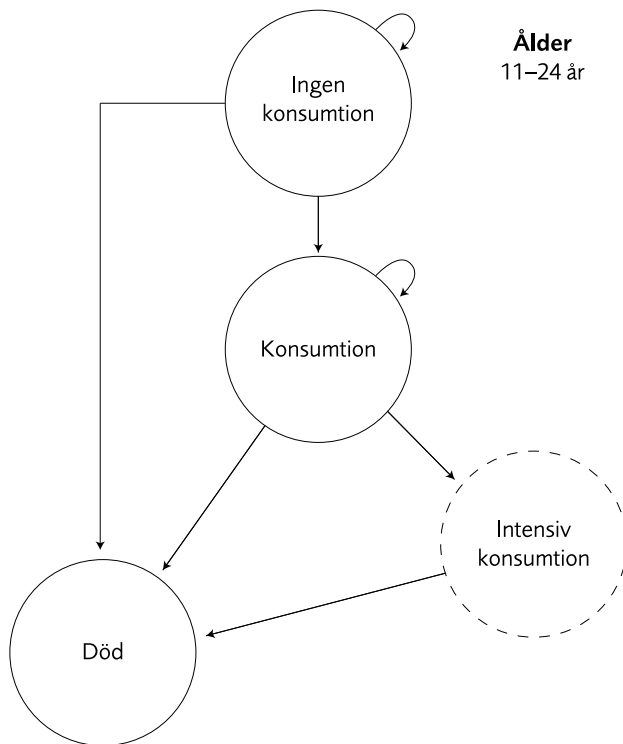 Ålder
11–24 år
Ingen
konsumtion
Konsumtion
Intensiv
konsumtion
Död